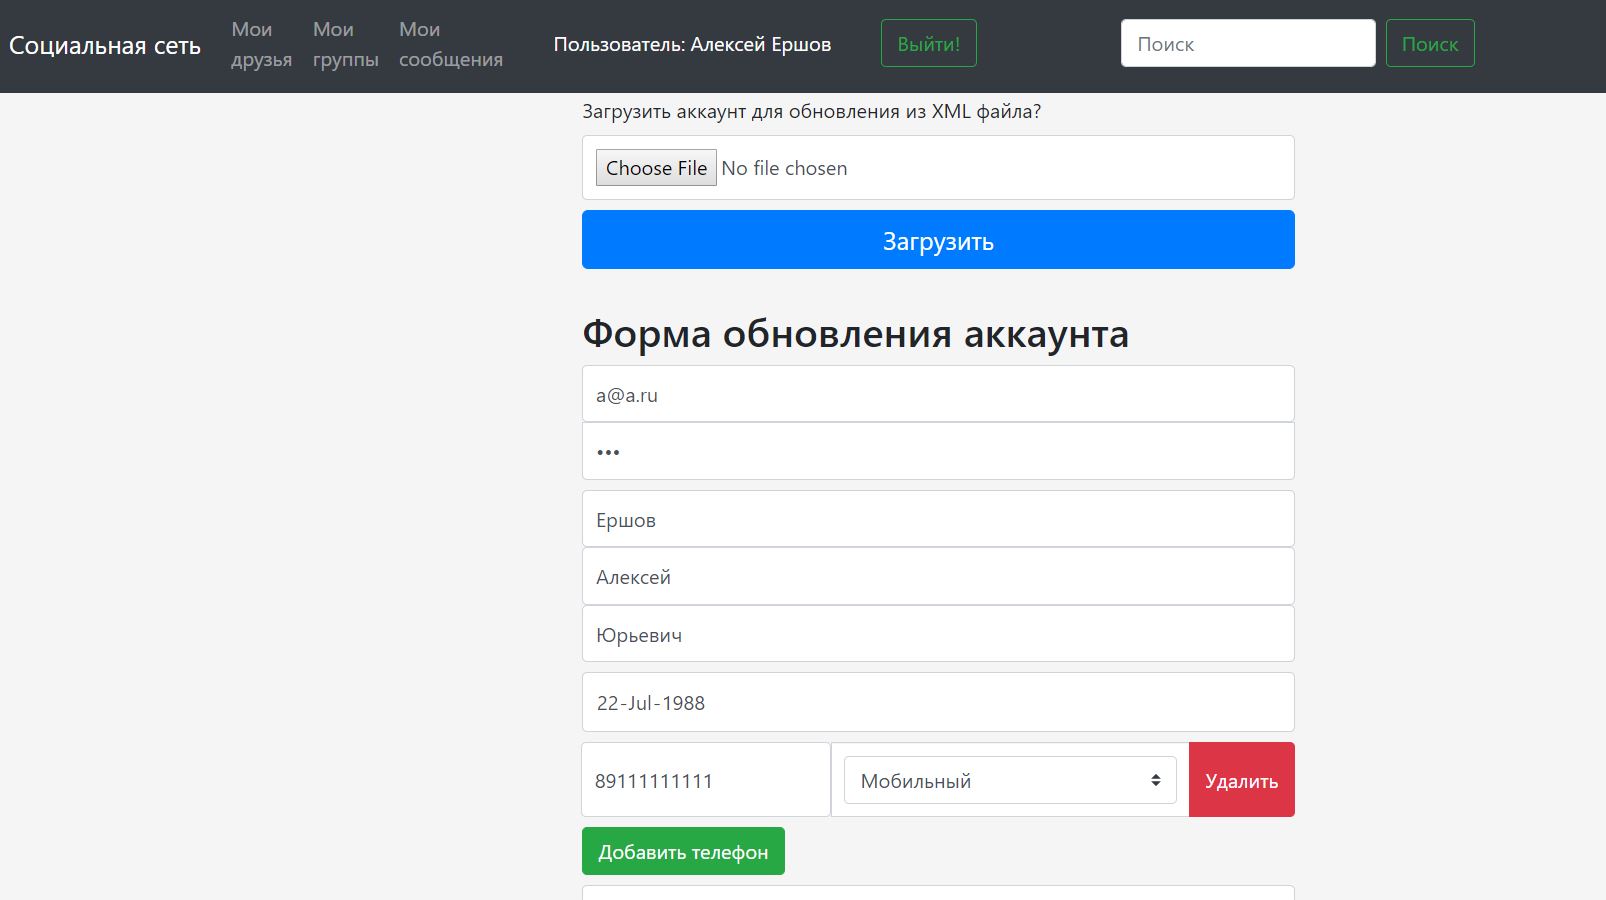 Социальная сеть
Мои друзья
Мои группы
Мои сообщения
Пользователь: Алексей Ершов
Выйти!
Поиск
Поиск
Загрузить аккаунт для обновления из XML файла?
Choose File No file chosen
Загрузить
Форма обновления аккаунта
a@a.ru
•••
Ершов
Алексей
Юрьевич
22-Jul-1988
89111111111
Мобильный
Удалить
Добавить телефон